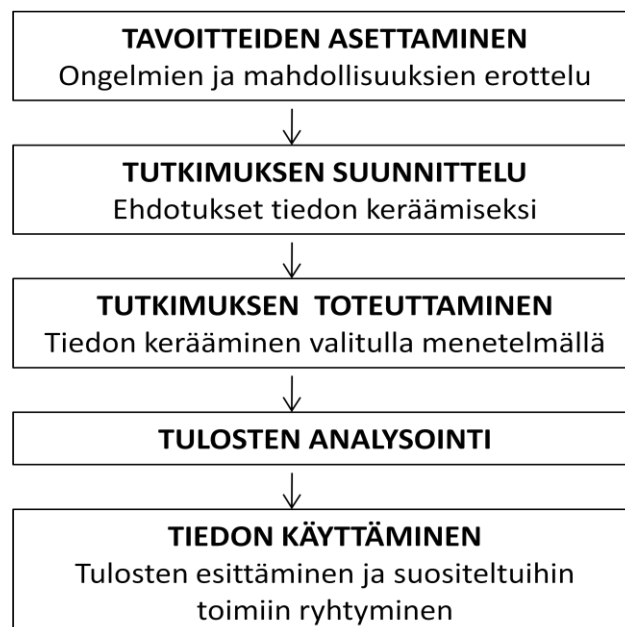 TAVOITTEIDEN ASETTAMINEN
Ongelmien ja mahdollisuuksien erottelu
TUTKIMUKSEN SUUNNITTELU
Ehdotukset tiedon keräämiseksi
TUTKIMUKSEN TOTEUTTAMINEN
Tiedon kerääminen valitulla menetelmällä
TULOSTEN ANALYSOINTI
TIEDON KÄYTTÄMINEN
Tulosten esittäminen ja suositeltuihin
toimiin ryhtyminen